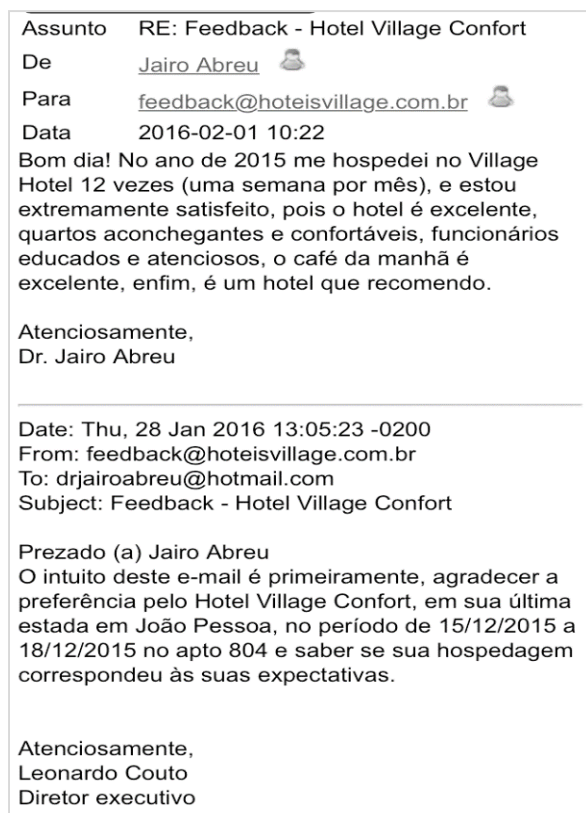 Assunto RE: Feedback - Hotel Village Confort
De Jairo Abreu
Para feedback@hoteisvillage.com.br
Data 2016-02-01 10:22
Bom dia! No ano de 2015 me hospedei no Village
Hotel 12 vezes (uma semana por mês), e estou
extremamente satisfeito, pois o hotel é excelente,
quartos aconchegantes e confortáveis, funcionários
educados e atenciosos, o café da manhã é
excelente, enfim, é um hotel que recomendo.
Atenciosamente,
Dr. Jairo Abreu
Date: Thu, 28 Jan 2016 13:05:23 -0200
From: feedback@hoteisvillage.com.br
To: drjairoabreu@hotmail.com
Subject: Feedback - Hotel Village Confort
Prezado (a) Jairo Abreu
O intuito deste e-mail é primeiramente, agradecer a
preferência pelo Hotel Village Confort, em sua última
estada em João Pessoa, no período de 15/12/2015 a
18/12/2015 no apto 804 e saber se sua hospedagem
correspondeu às suas expectativas.
Atenciosamente,
Leonardo Couto
Diretor executivo